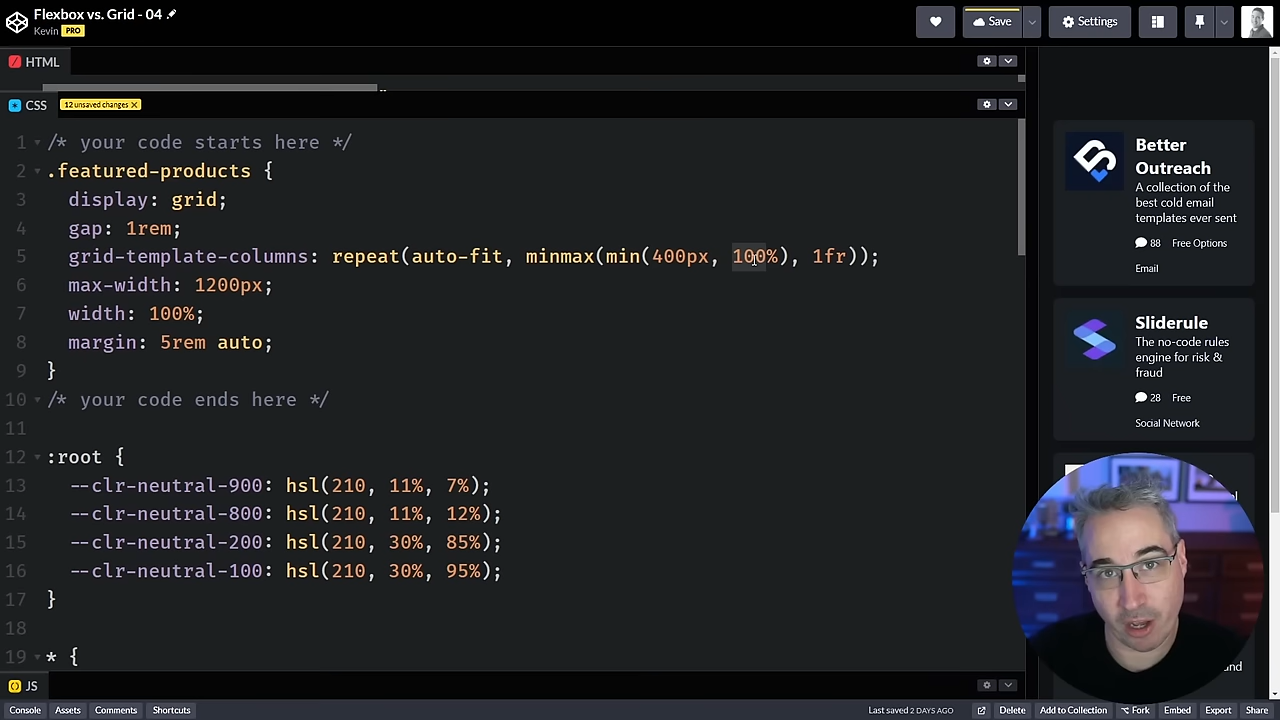 Flexbox vs. Grid - 04
Kevin PRO
Save
Settings
HTML
CSS 12 unsaved changes X
1 /* your code starts here */
2 .featured-products {
3 display: grid;
4 gap: 1rem;
5 grid-template-columns: repeat(auto-fit, minmax(min(400px, 100%), 1fr));
6 max-width: 1200px;
7 width: 100%;
8 margin: 5rem auto;
9 }
10 /* your code ends here */
11
12 :root {
13 --clr-neutral-900: hsl(210, 11%, 7%);
14 --clr-neutral-800: hsl(210, 11%, 12%);
15 --clr-neutral-200: hsl(210, 30%, 85%);
16 --clr-neutral-100: hsl(210, 30%, 95%);
17 }
18
19 * {
Better
Outreach
A collection of the
best cold email
templates ever sent
88 Free Options
Email
Sliderule
The no-code rules
engine for risk &
fraud
28 Free
Social Network
JS
Console Assets Comments Shortcuts
Last saved 2 DAYS AGO Delete Add to Collection Fork Embed Export Share